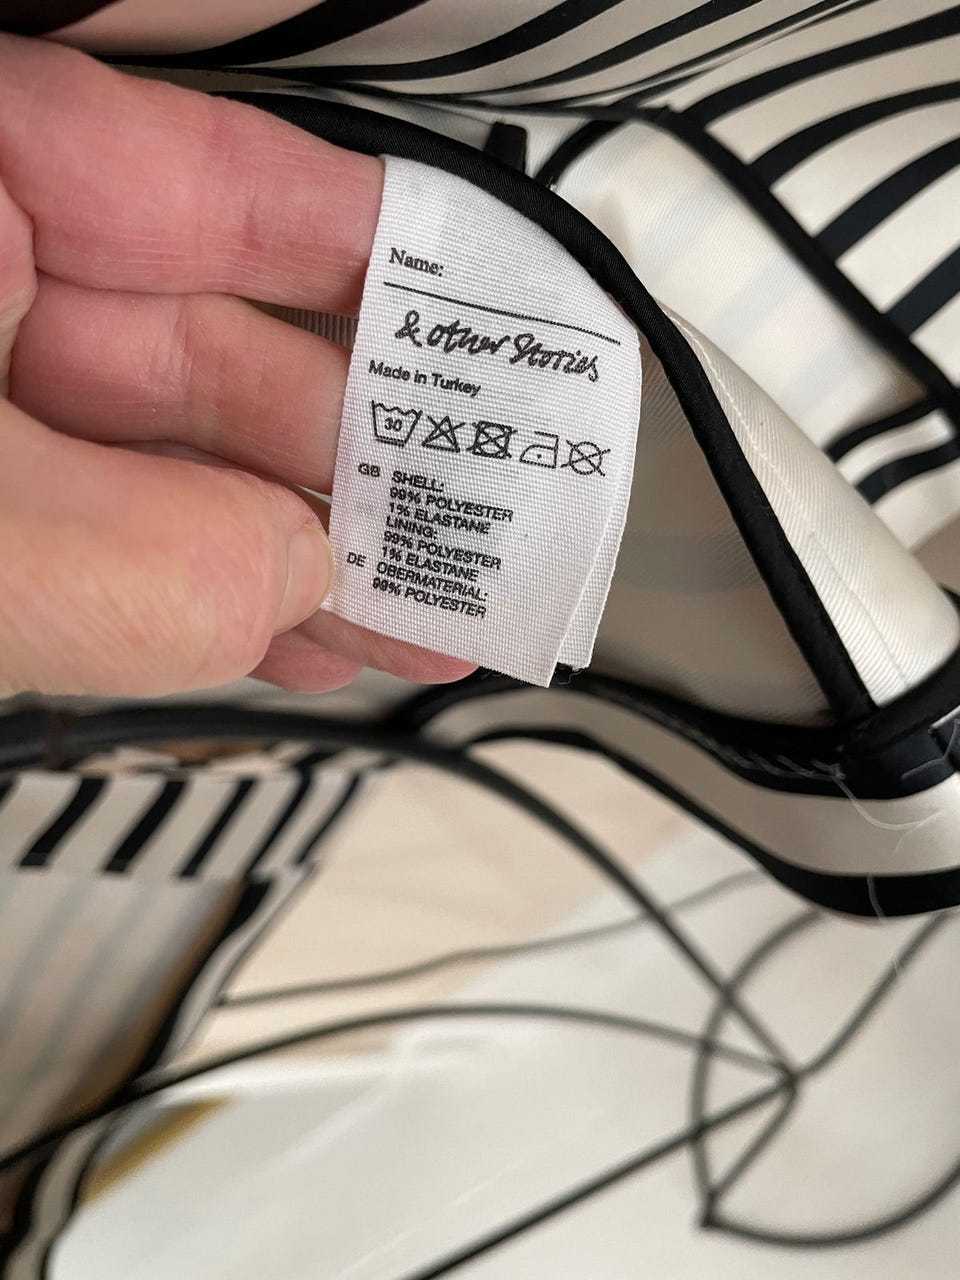 Name:
& other Stories
Made in Turkey
30
GB SHELL:
99% POLYESTER
1% ELASTANE
LINING:
99% POLYESTER
1% ELASTANE
DE OBERMATERIAL:
99% POLYESTER